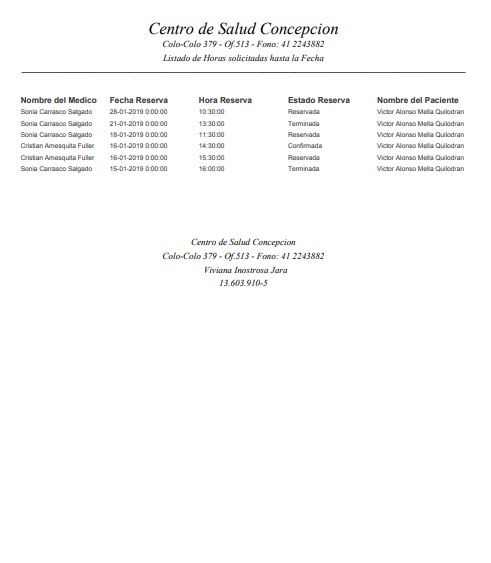 Centro de Salud Concepcion
Colo-Colo 379 - Of.513 - Fono: 41 2243882
Listado de Horas solicitadas hasta la Fecha
Nombre del Medico Fecha Reserva Hora Reserva Estado Reserva Nombre del Paciente
Sonia Carrasco Salgado 28-01-2019 0:00:00 10:30:00 Reservada Victor Alonso Mella Quilodran
Sonia Carrasco Salgado 21-01-2019 0:00:00 13:30:00 Terminada Victor Alonso Mella Quilodran
Sonia Carrasco Salgado 18-01-2019 0:00:00 11:30:00 Reservada Victor Alonso Mella Quilodran
Cristian Amesquita Fuller 16-01-2019 0:00:00 14:30:00 Confirmada Victor Alonso Mella Quilodran
Cristian Amesquita Fuller 16-01-2019 0:00:00 15:30:00 Reservada Victor Alonso Mella Quilodran
Sonia Carrasco Salgado 15-01-2019 0:00:00 16:00:00 Terminada Victor Alonso Mella Quilodran
Centro de Salud Concepcion
Colo-Colo 379 - Of.513 - Fono: 41 2243882
Viviana Inostrosa Jara
13.603.910-5